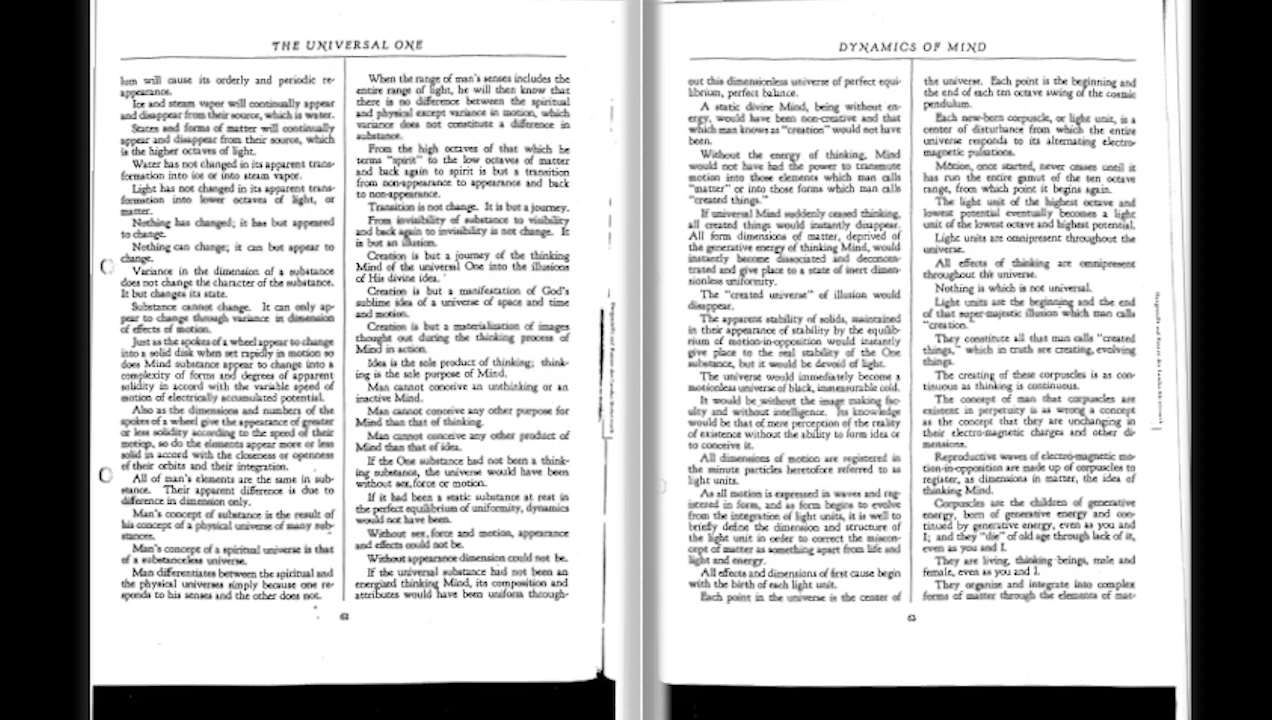 THE UNIVERSAL ONE
lum will cause its orderly and periodic re-
appearance.
Ice and steam vapor will continually appear
and disappear from their source, which is water.
States and forms of matter will continually
appear and disappear from their source, which
is the higher octaves of light.
Water has not changed in its apparent trans-
formation into ice or into steam vapor.
Light has not changed in its apparent trans-
formation into lower octaves of light, or
matter.
Nothing has changed; it has but appeared
to change.
Nothing can change; it can but appear to
change.
Variance in the dimension of a substance
does not change the character of the substance.
It but changes its state.
Substance cannot change. It can only ap-
pear to change through variance in dimension
of effects of motion.
Just as the spokes of a wheel appear to change
into a solid disk when set rapidly in motion so
does Mind substance appear to change into a
complexity of forms and degrees of apparent
solidity in accord with the variable speed of
motion of electrically accumulated potential.
Also as the dimensions and numbers of the
spokes of a wheel give the appearance of greater
or less solidity according to the speed of their
motion, so do the elements appear more or less
solid in accord with the closeness or openness
of their orbits and their integration.
All of man's elements are the same in sub-
stance. Their apparent difference is due to
difference in dimension only.
Man's concept of substance is the result of
his concept of a physical universe of many sub-
stances.
Man's concept of a spiritual universe is that
of a substanceless universe.
Man differentiates between the spiritual and
the physical universes simply because one re-
sponds to his senses and the other does not.
When the range of man's senses includes the
entire range of light, he will then know that
there is no difference between the spiritual
and physical except variance in motion, which
variance does not constitute a difference in
substance.
From the high octaves of that which be
terms "spirit" to the low octaves of matter
and back again to spirit is but a transition
from non-appearance to appearance and back
to non-appearance.
Transition is not change. It is but a journey.
From invisibility of substance to visibility
and back again to invisibility is not change. It
is but an illusion.
Creation is but a journey of the thinking
Mind of the universal One into the illusions
of His divine idea.
Creation is but a manifestation of God's
sublime idea of a universe of space and time
and motion.
Creation is but a materialization of images
thought out during the thinking process of
Mind in action.
Idea is the sole product of thinking; think-
ing is the sole purpose of Mind.
Man cannot conceive an unthinking or an
inactive Mind.
Man cannot conceive any other purpose for
Mind than that of thinking.
Man cannot conceive any other product of
Mind than that of idea.
If the One substance had not been a think-
ing substance, the universe would have been
without sex, force or motion.
If it had been a static substance at rest in
the perfect equilibrium of uniformity, dynamics
would not have been.
Without sex, force and motion, appearance
and effects could not be.
Without appearance dimension could not be.
If the universal substance had not been an
energized thinking Mind, its composition and
attributes would have been uniform through-
62
DYNAMICS OF MIND
out this dimensionless universe of perfect equi-
librium, perfect balance.
A static divine Mind, being without en-
ergy, would have been non-creative and that
which man knows as "creation" would not have
been.
Without the energy of thinking, Mind
would not have had the power to transmute
motion into those elements which man calls
"matter" or into those forms which man calls
"created things."
If universal Mind suddenly ceased thinking,
all created things would instantly disappear.
All form dimensions of matter, deprived of
the generative energy of thinking Mind, would
instantly become dissociated and deconcen-
trated and give place to a state of inert dimen-
sionless uniformity.
The "created universe" of illusion would
disappear.
The apparent stability of solids, maintained
in their appearance of stability by the equilib-
rium of motion-in-opposition would instantly
give place to the real stability of the One
substance, but it would be devoid of light.
The universe would immediately become a
motionless universe of black, immeasurable cold.
It would be without the image making fac-
ulty and without intelligence. Its knowledge
would be that of mere perception of the reality
of existence without the ability to form idea or
to conceive it.
All dimensions of motion are registered in
the minute particles heretofore referred to as
light units.
As all motion is expressed in waves and reg-
istered in form, and as form begins to evolve
from the integration of light units, it is well to
briefly define the dimension and structure of
the light unit in order to correct the miscon-
cept of matter as something apart from life and
light and energy.
All effects and dimensions of first cause begin
with the birth of each light unit.
Each point in the universe is the center of
the universe. Each point is the beginning and
the end of each ten octave swing of the cosmic
pendulum.
Each new-born corpuscle, or light unit, is a
center of disturbance from which the entire
universe responds to its alternating electro-
magnetic pulsations.
Motion, once started, never ceases until it
has run the entire gamut of the ten octave
range, from which point it begins again.
The light unit of the highest octave and
lowest potential eventually becomes a light
unit of the lowest octave and highest potential.
Light units are omnipresent throughout the
universe.
All effects of thinking are omnipresent
throughout the universe.
Nothing is which is not universal.
Light units are the beginning and the end
of that super-majestic illusion which man calls
"creation."
They constitute all that man calls "created
things," which in truth are creating, evolving
things.
The creating of these corpuscles is as con-
tinuous as thinking is continuous.
The concept of man that corpuscles are
existent in perpetuity is as wrong a concept
as the concept that they are unchanging in
their electro-magnetic charges and other di-
mensions.
Reproductive waves of electro-magnetic mo-
tion-in-opposition are made up of corpuscles to
register, as dimensions in matter, the idea of
thinking Mind.
Corpuscles are the children of generative
energy, born of generative energy and con-
tinued by generative energy, even as you and
I; and they "die" of old age through lack of it,
even as you and I.
They are living, thinking beings, male and
female, even as you and I.
They organize and integrate into complex
forms of matter through the elements of mat-
63